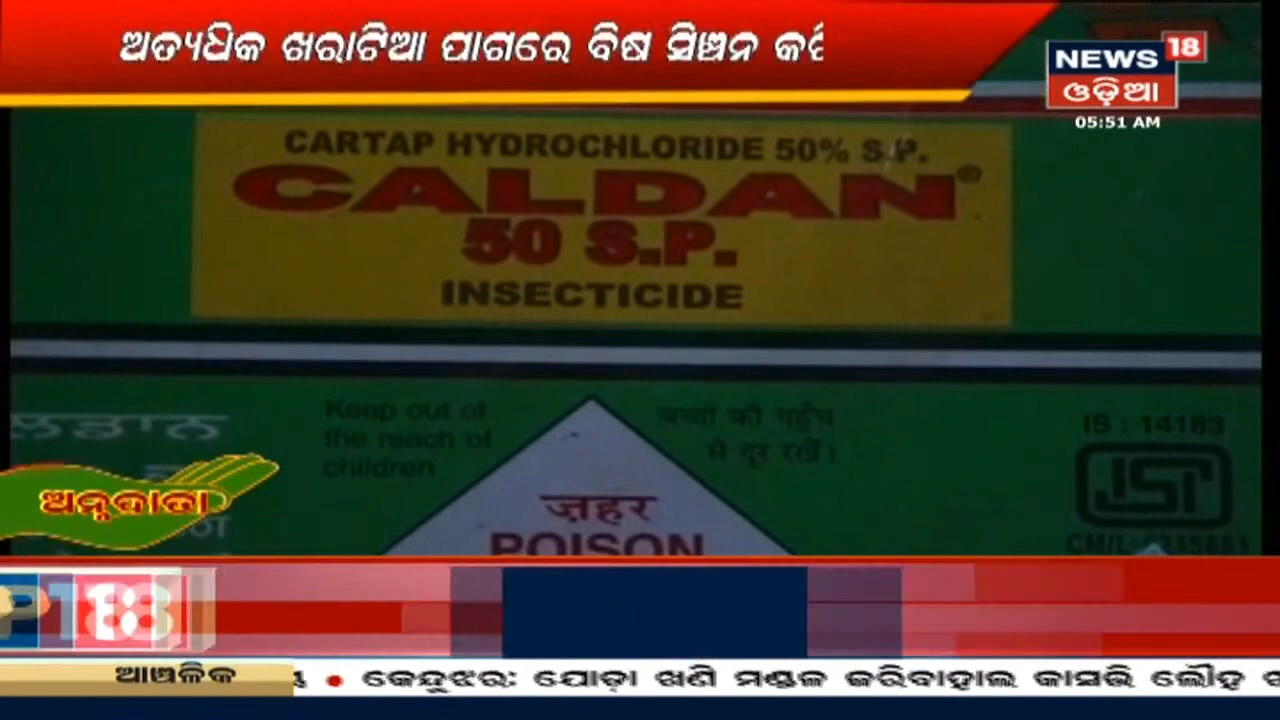 ଅତ୍ୟଧିକ ଖରାଟିଆ ପାଗରେ ବିଷ ସିଞ୍ଚନ
NEWS 18
ଓଡ଼ିଆ
05:51 AM
CARTAP HYDROCHLORIDE 50% S.P.
CALDAN®
50 S.P.
INSECTICIDE
Keep out of
the reach of
children
बच्चों की पहुँच
से दूर रखें।
IS : 14183
ISI
ज़हर
POISON
ଅନ୍ନଦାତା
ଆଞ୍ଚଳିକ
• କେନ୍ଦୁଝର: ଯୋଡ଼ା ଖଣି ମଣ୍ଡଳ ଜରିବାହାଲ କାସଭି ଲୌହ